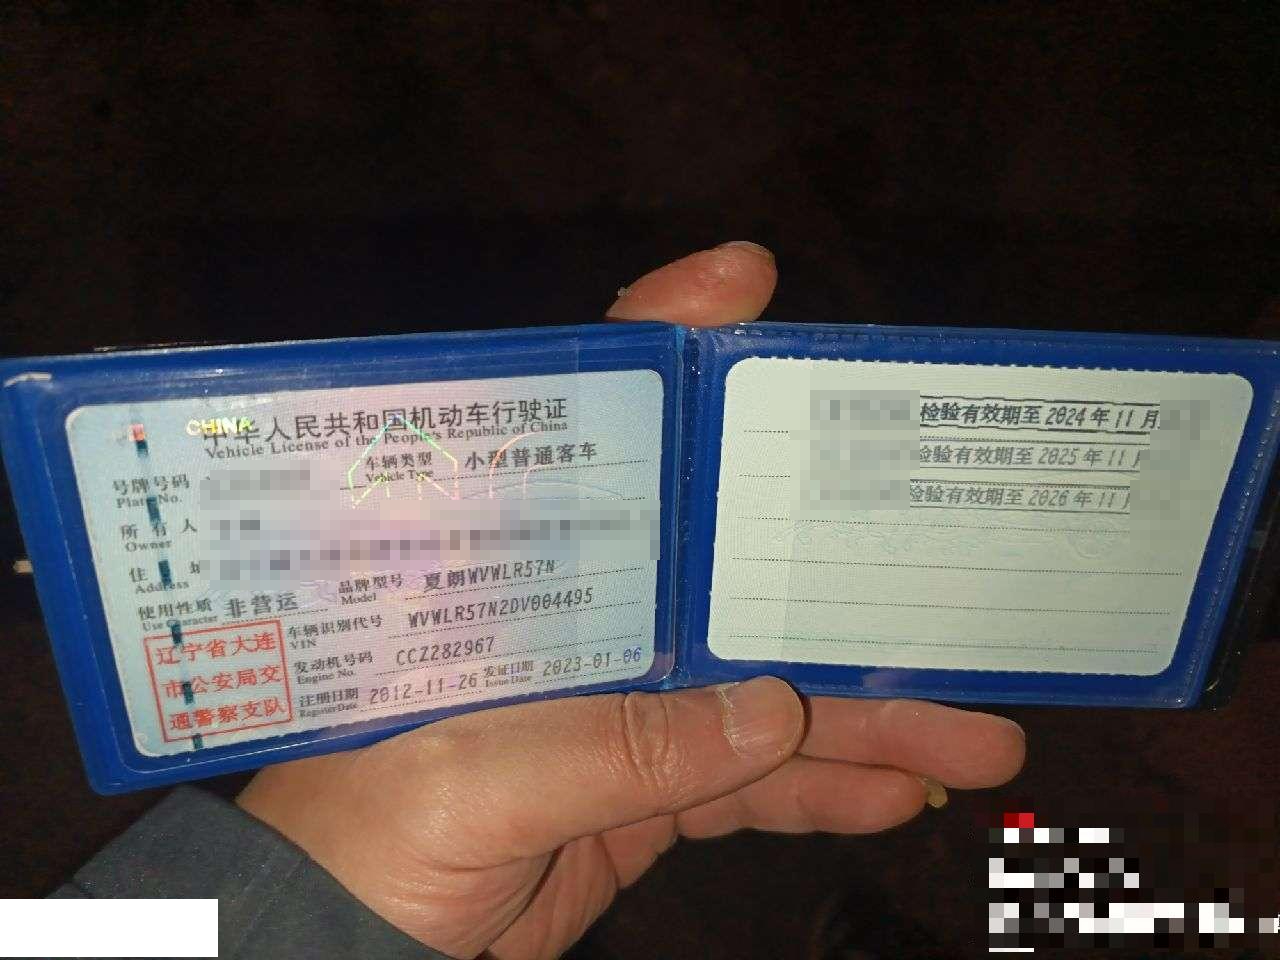 CHINA
中华人民共和国机动车行驶证
Vehicle License of the People's Republic of China
号牌号码
Plate No.
车辆类型 小型普通客车
Vehicle Type
所有人
Owner
住址
Address
使用性质 非营运
Use Character
品牌型号 夏朗WVWLR57N
Model
车辆识别代号 WVWLR57N2DV004495
VIN
发动机号码 CCZ282967
Engine No.
注册日期 2012-11-26
Register Date
发证日期 2023-01-06
Issue Date
辽宁省大连
市公安局交
通警察支队
检验有效期至2024年11月
检验有效期至2025年11月
检验有效期至2026年11月